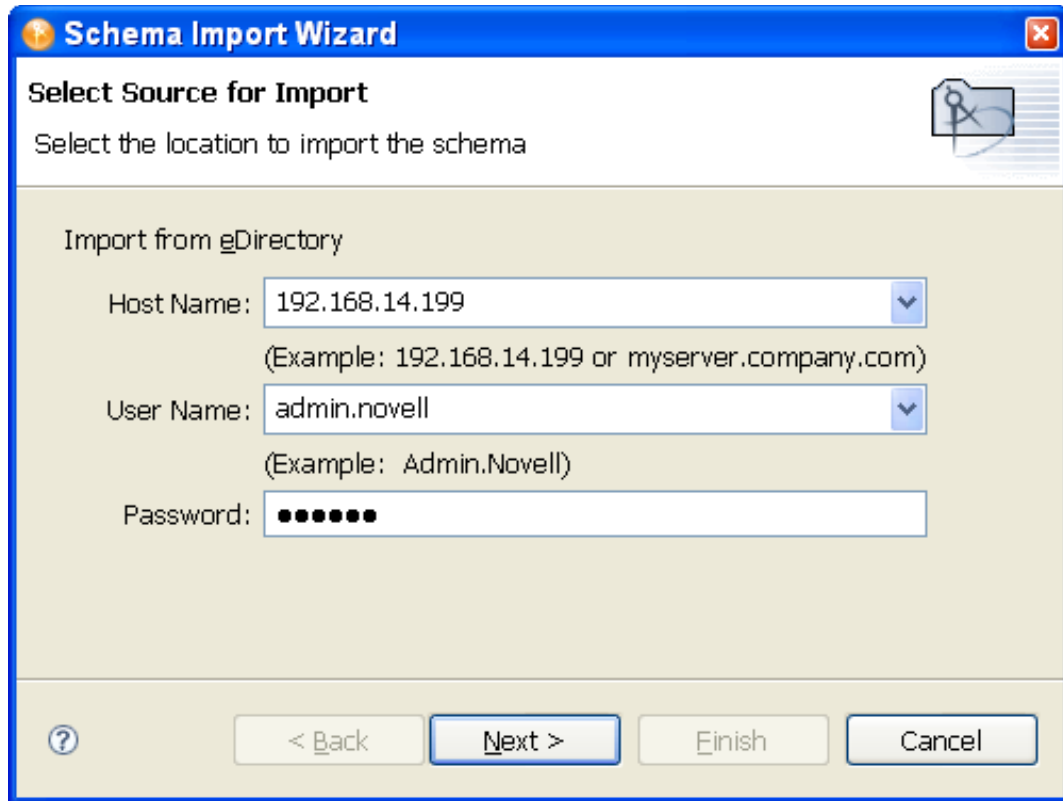 Schema Import Wizard
Select Source for Import
Select the location to import the schema
Import from eDirectory
Host Name: 192.168.14.199
(Example: 192.168.14.199 or myserver.company.com)
User Name: admin.novell
(Example: Admin.Novell)
Password: ●●●●●●
? < Back Next > Finish Cancel